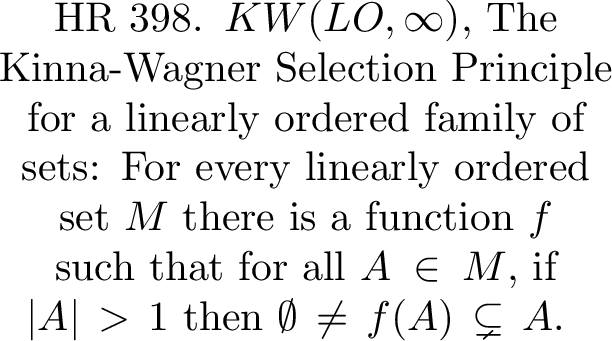 HR 398. KW(LO, ∞), The
Kinna-Wagner Selection Principle
for a linearly ordered family of
sets: For every linearly ordered
set M there is a function f
such that for all A ∈ M, if
|A| > 1 then ∅ ≠ f(A) ⊊ A.